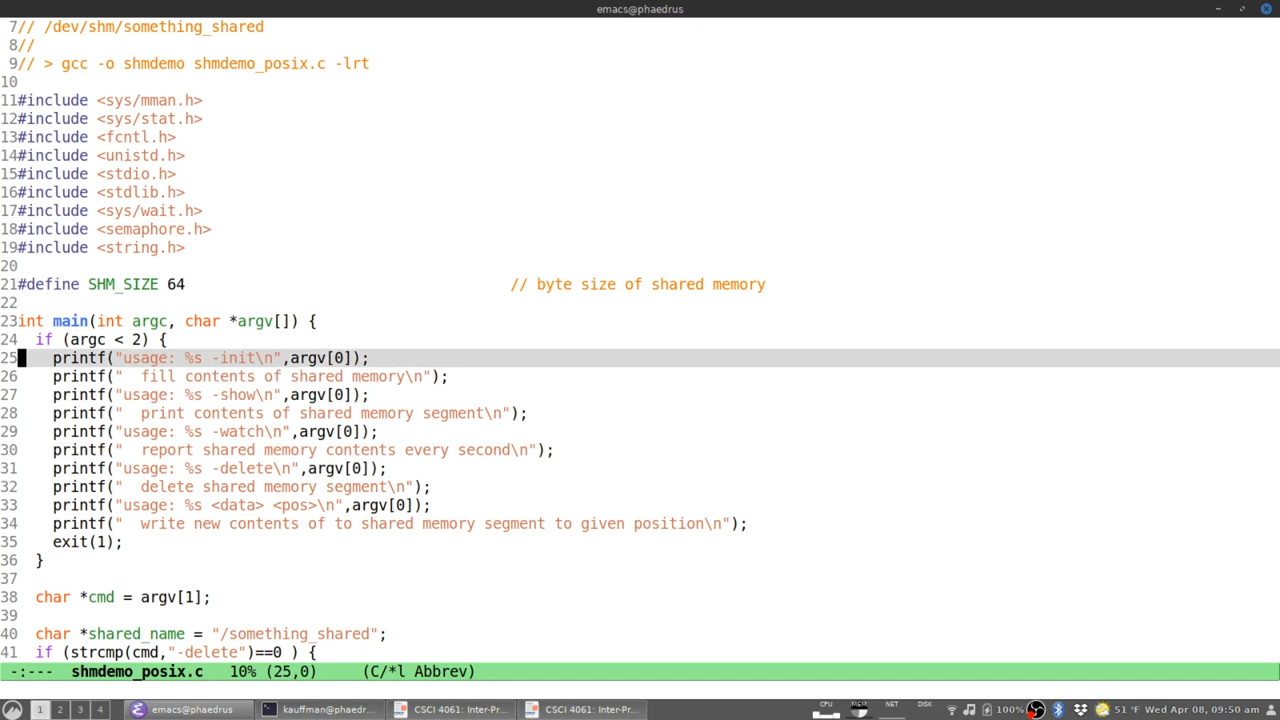 emacs@phaedrus
7// /dev/shm/something_shared
8//
9// > gcc -o shmdemo shmdemo_posix.c -lrt
10
11#include <sys/mman.h>
12#include <sys/stat.h>
13#include <fcntl.h>
14#include <unistd.h>
15#include <stdio.h>
16#include <stdlib.h>
17#include <sys/wait.h>
18#include <semaphore.h>
19#include <string.h>
20
21#define SHM_SIZE 64 // byte size of shared memory
22
23int main(int argc, char *argv[]) {
24  if (argc < 2) {
25    printf("usage: %s -init\n",argv[0]);
26    printf("  fill contents of shared memory\n");
27    printf("usage: %s -show\n",argv[0]);
28    printf("  print contents of shared memory segment\n");
29    printf("usage: %s -watch\n",argv[0]);
30    printf("  report shared memory contents every second\n");
31    printf("usage: %s -delete\n",argv[0]);
32    printf("  delete shared memory segment\n");
33    printf("usage: %s <data> <pos>\n",argv[0]);
34    printf("  write new contents of to shared memory segment to given position\n");
35    exit(1);
36  }
37
38  char *cmd = argv[1];
39
40  char *shared_name = "/something_shared";
41  if (strcmp(cmd,"-delete")==0 ) {
-:--- shmdemo_posix.c 10% (25,0) (C/*l Abbrev)
1 2 3 4 emacs@phaedrus kauffman@phaedr... CSCI 4061: Inter-Pr... CSCI 4061: Inter-Pr... CPU MEM NET DISK 100% 51 °F Wed Apr 08, 09:50 am